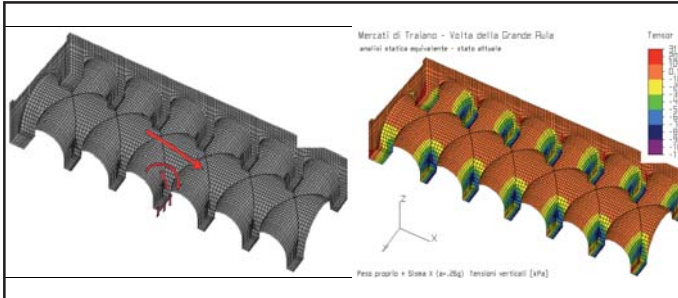 Mercati di Traiano - Volta della Grande Aula
analisi statica equivalente - stato attuale
Tensor
Z
X
Y
Peso proprio + Sisma X (a=.26g) Tensioni verticali [kPa]